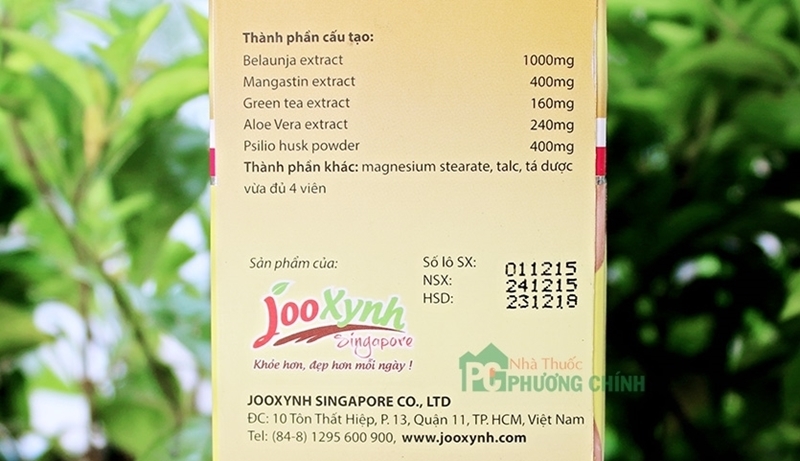 Thành phần cấu tạo:
Belaunja extract 1000mg
Mangastin extract 400mg
Green tea extract 160mg
Aloe Vera extract 240mg
Psilio husk powder 400mg
Thành phần khác: magnesium stearate, talc, tá dược
vừa đủ 4 viên
Sản phẩm của:
Số lô SX: 011215
NSX: 241215
HSD: 231218
JooXynh
Singapore
Khỏe hơn, đẹp hơn mỗi ngày !
PC Nhà Thuốc
PHƯƠNG CHÍNH
JOOXYNH SINGAPORE CO., LTD
ĐC: 10 Tôn Thất Hiệp, P. 13, Quận 11, TP. HCM, Việt Nam
Tel: (84-8) 1295 600 900, www.jooxynh.com